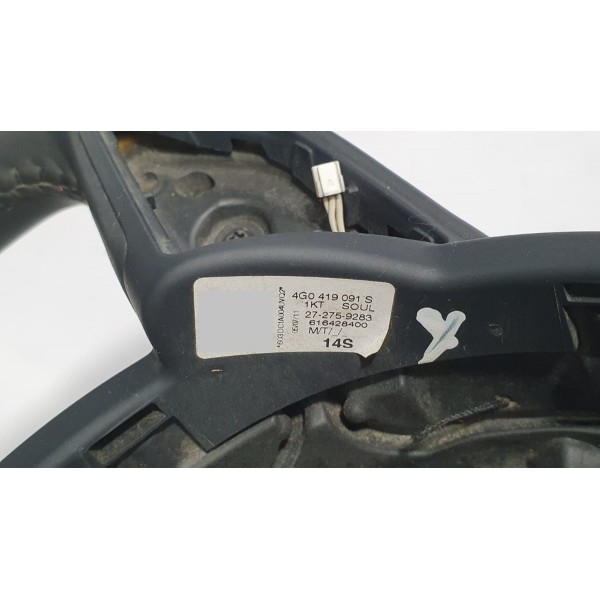 4G0 419 091 S
1KT SOUL
27-275-9283
616428400
M/T/_/_
14S